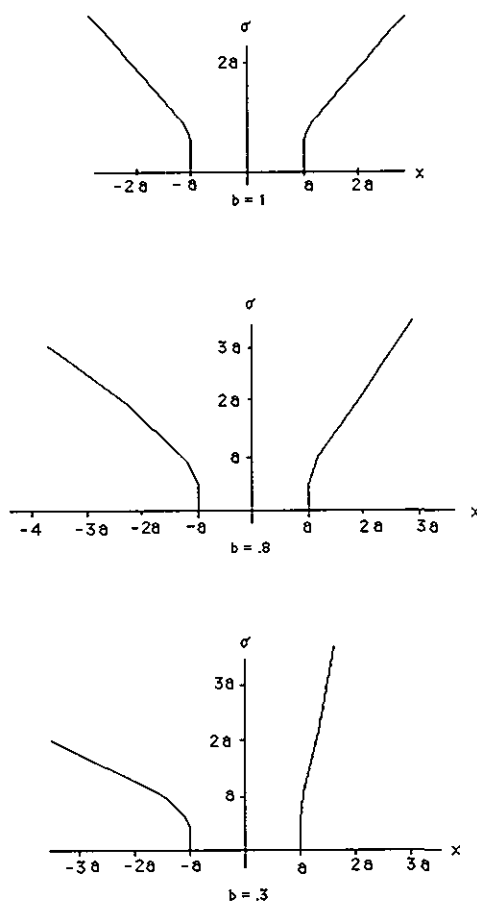 σ
2a
-2a -a a 2a x
b = 1
σ
3a
2a
a
-4 -3a -2a -a a 2a 3a x
b = .8
σ
3a
2a
a
-3a -2a -a a 2a 3a x
b = .3